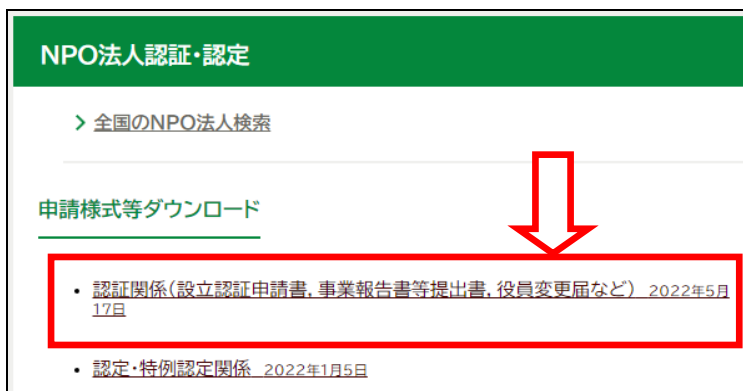 NPO法人認証・認定
全国のNPO法人検索
申請様式等ダウンロード
・ 認証関係(設立認証申請書, 事業報告書等提出書, 役員変更届など) 2022年5月
17日
・ 認定・特例認定関係 2022年1月5日